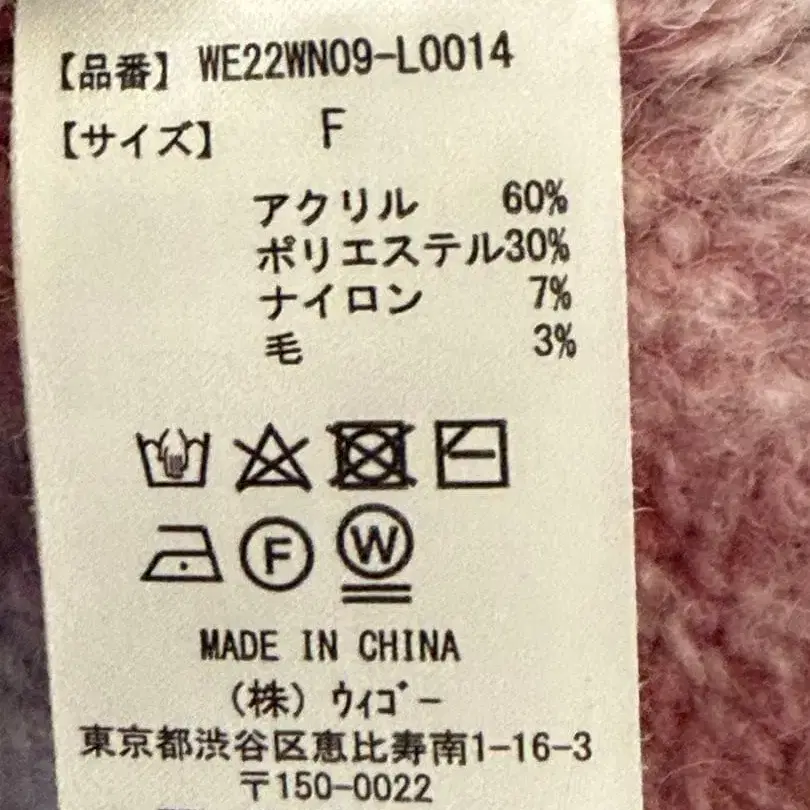 【品番】 WE22WN09-L0014
【サイズ】 F
アクリル 60%
ポリエステル30%
ナイロン 7%
毛 3%
F W
MADE IN CHINA
(株) ウィゴー
東京都渋谷区恵比寿南1-16-3
〒150-0022